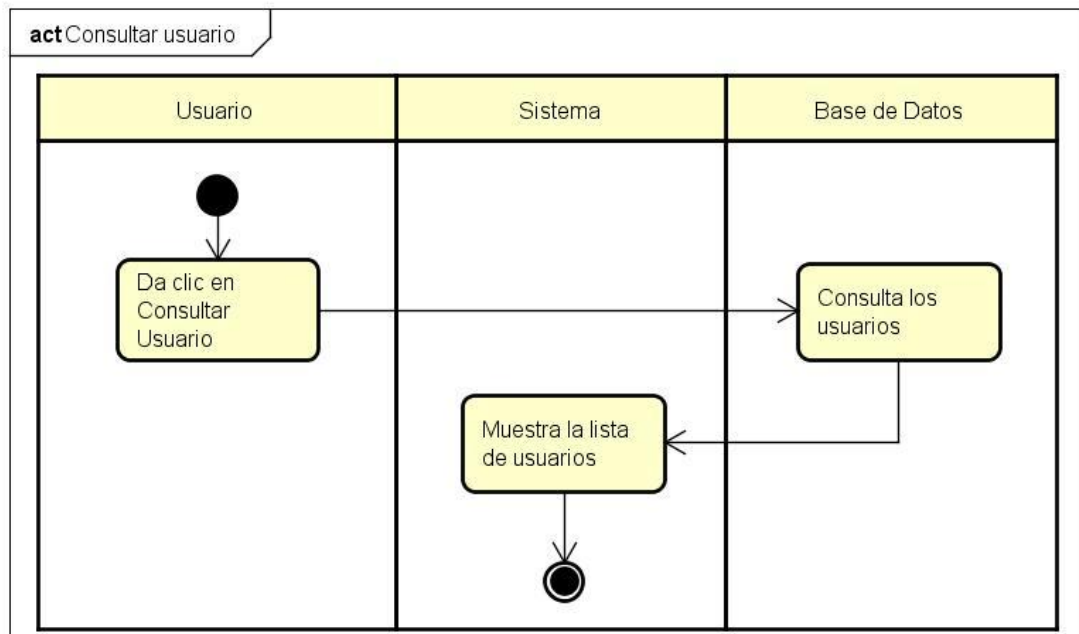 act Consultar usuario
Usuario
Sistema
Base de Datos
Da clic en
Consultar
Usuario
Consulta los
usuarios
Muestra la lista
de usuarios